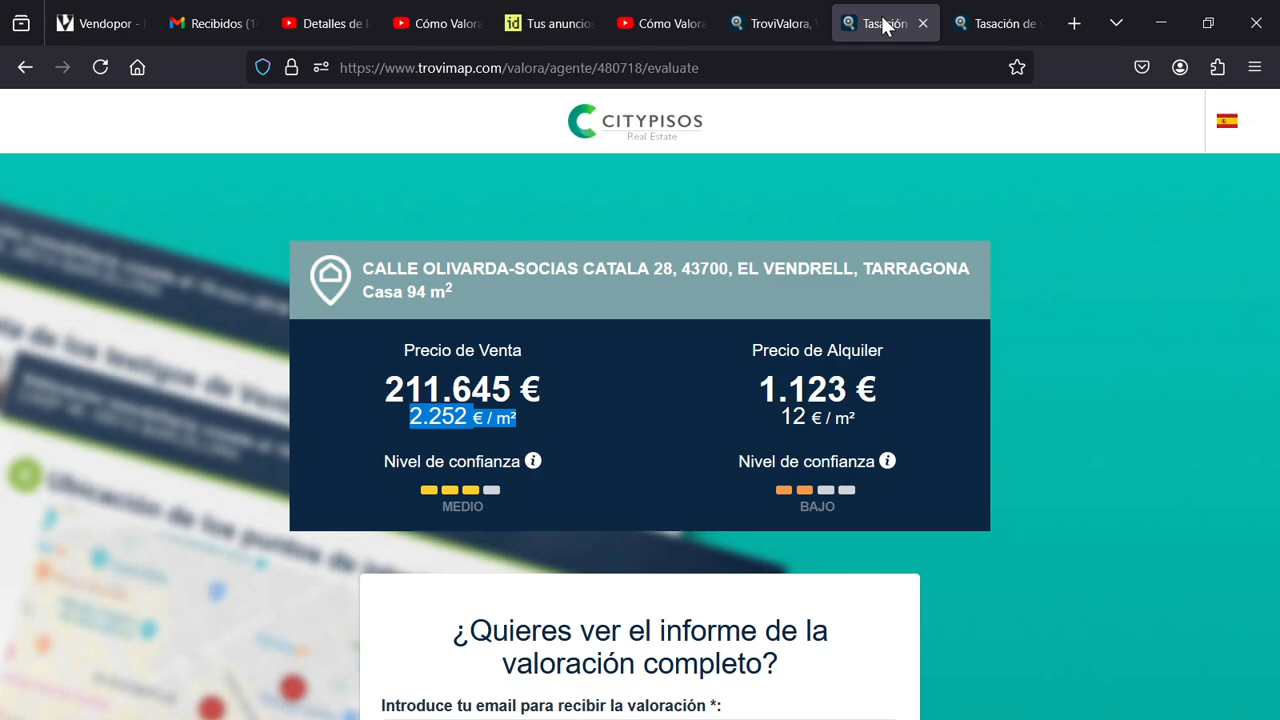 Vendopor -
Recibidos (1
Detalles de la
Cómo Valora
Tus anuncios
Cómo Valora
TroviValora, V
Tasación
Tasación de v
https://www.trovimap.com/valora/agente/480718/evaluate
CITYPISOS
Real Estate
CALLE OLIVARDA-SOCIAS CATALA 28, 43700, EL VENDRELL, TARRAGONA
Casa 94 m²
Precio de Venta
Precio de Alquiler
211.645 €
1.123 €
2.252 € / m²
12 € / m²
Nivel de confianza
Nivel de confianza
MEDIO
BAJO
¿Quieres ver el informe de la
valoración completo?
Introduce tu email para recibir la valoración *: